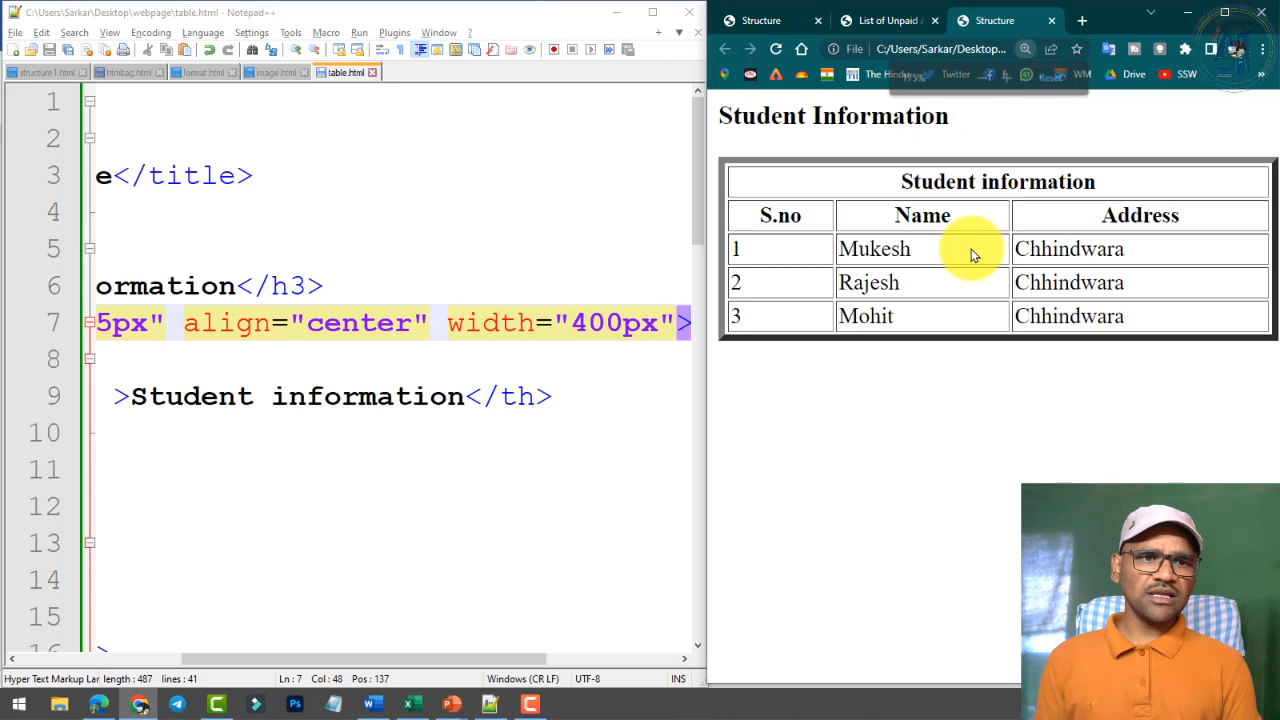 C:\Users\Sarkar\Desktop\webpage\table.html - Notepad++
File Edit Search View Encoding Language Settings Tools Macro Run Plugins Window ?
structure1.html htmltag.html format.html image.html table.html
1
2
3 e</title>
4
5
6 ormation</h3>
7 5px" align="center" width="400px">
8
9 >Student information</th>
10
11
12
13
14
15
16 >
Hyper Text Markup Lar length : 487 lines : 41 Ln : 7 Col : 48 Pos : 137 Windows (CR LF) UTF-8 INS
Structure List of Unpaid Structure
File C:/Users/Sarkar/Desktop...
The Hindu Twitter Reset WM Drive SSW
Student Information
Student information
S.no Name Address
1 Mukesh Chhindwara
2 Rajesh Chhindwara
3 Mohit Chhindwara